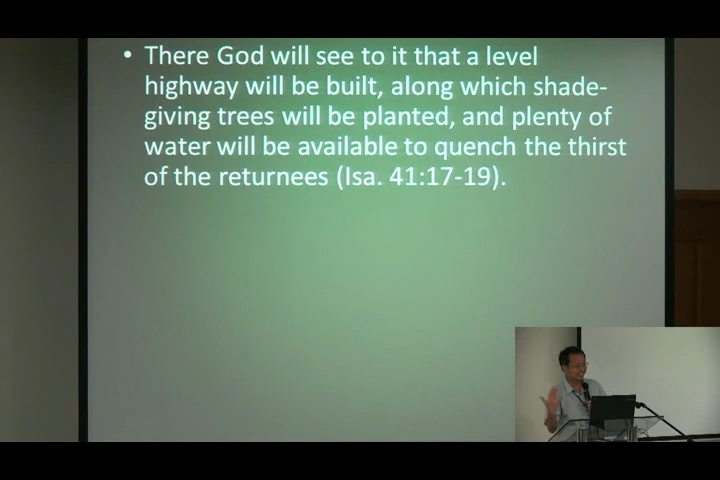 • There God will see to it that a level
highway will be built, along which shade-
giving trees will be planted, and plenty of
water will be available to quench the thirst
of the returnees (Isa. 41:17-19).